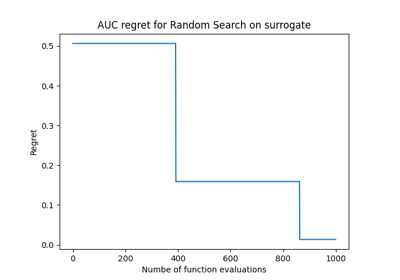 AUC regret for Random Search on surrogate
0.5
0.4
0.3
0.2
0.1
0.0
Regret
0 200 400 600 800 1000
Numbe of function evaluations